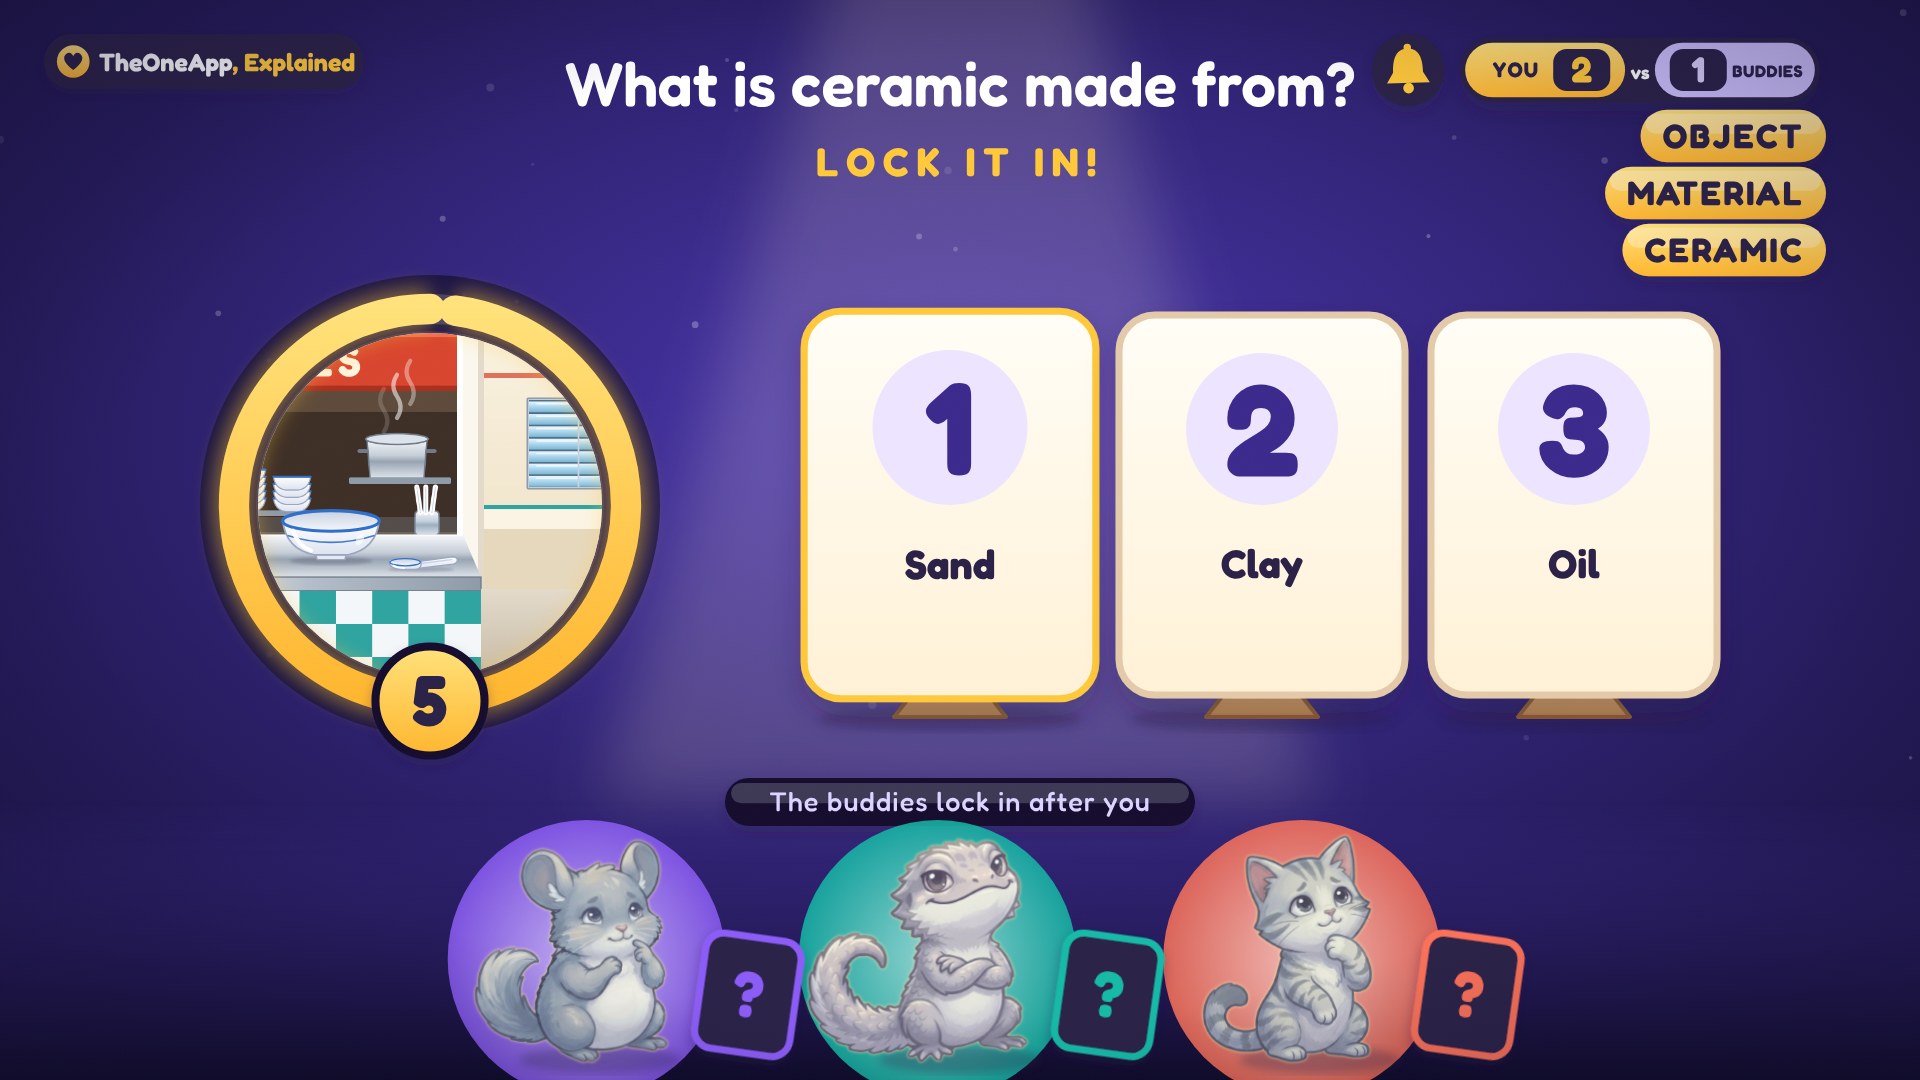 TheOneApp, Explained
What is ceramic made from?
LOCK IT IN!
YOU 2 vs 1 BUDDIES
OBJECT
MATERIAL
CERAMIC
5
1
Sand
2
Clay
3
Oil
The buddies lock in after you
?
?
?